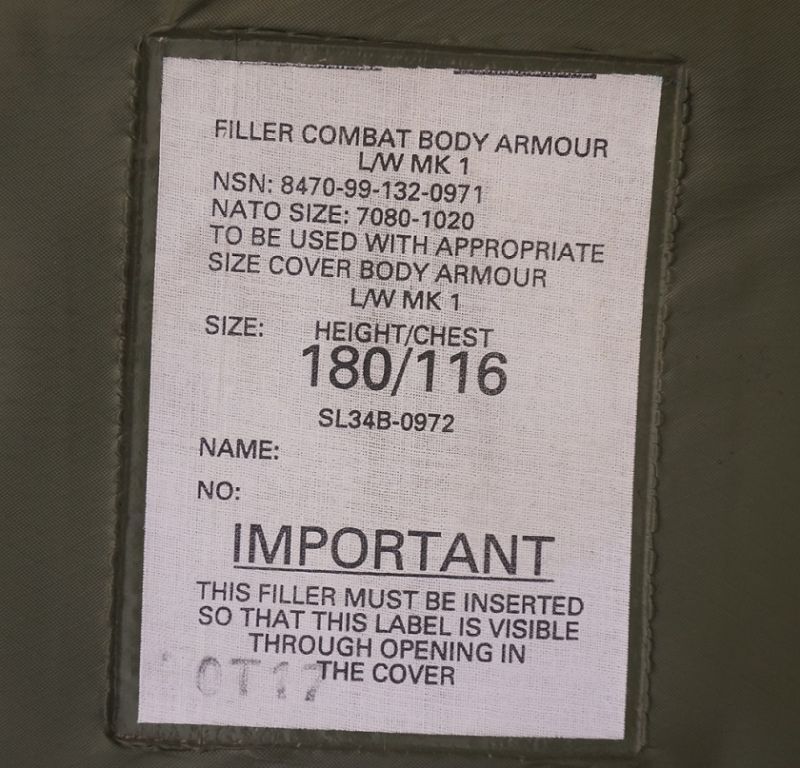 FILLER COMBAT BODY ARMOUR
L/W MK 1
NSN: 8470-99-132-0971
NATO SIZE: 7080-1020
TO BE USED WITH APPROPRIATE
SIZE COVER BODY ARMOUR
L/W MK 1
SIZE: HEIGHT/CHEST
180/116
SL34B-0972
NAME:
NO:
IMPORTANT
THIS FILLER MUST BE INSERTED
SO THAT THIS LABEL IS VISIBLE
THROUGH OPENING IN
THE COVER